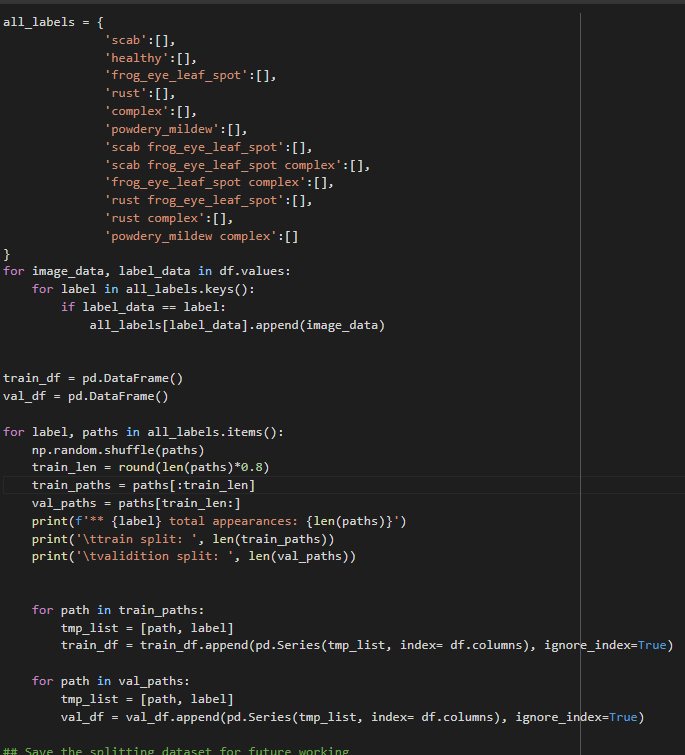 all_labels = {
'scab':[],
'healthy':[],
'frog_eye_leaf_spot':[],
'rust':[],
'complex':[],
'powdery_mildew':[],
'scab frog_eye_leaf_spot':[],
'scab frog_eye_leaf_spot complex':[],
'frog_eye_leaf_spot complex':[],
'rust frog_eye_leaf_spot':[],
'rust complex':[],
'powdery_mildew complex':[]
}
for image_data, label_data in df.values:
for label in all_labels.keys():
if label_data == label:
all_labels[label_data].append(image_data)
train_df = pd.DataFrame()
val_df = pd.DataFrame()
for label, paths in all_labels.items():
np.random.shuffle(paths)
train_len = round(len(paths)*0.8)
train_paths = paths[:train_len]
val_paths = paths[train_len:]
print(f'** {label} total appearances: {len(paths)}')
print('\ttrain split: ', len(train_paths))
print('\tvalidition split: ', len(val_paths))
for path in train_paths:
tmp_list = [path, label]
train_df = train_df.append(pd.Series(tmp_list, index= df.columns), ignore_index=True)
for path in val_paths:
tmp_list = [path, label]
val_df = val_df.append(pd.Series(tmp_list, index= df.columns), ignore_index=True)
## Save the splitting dataset for future working